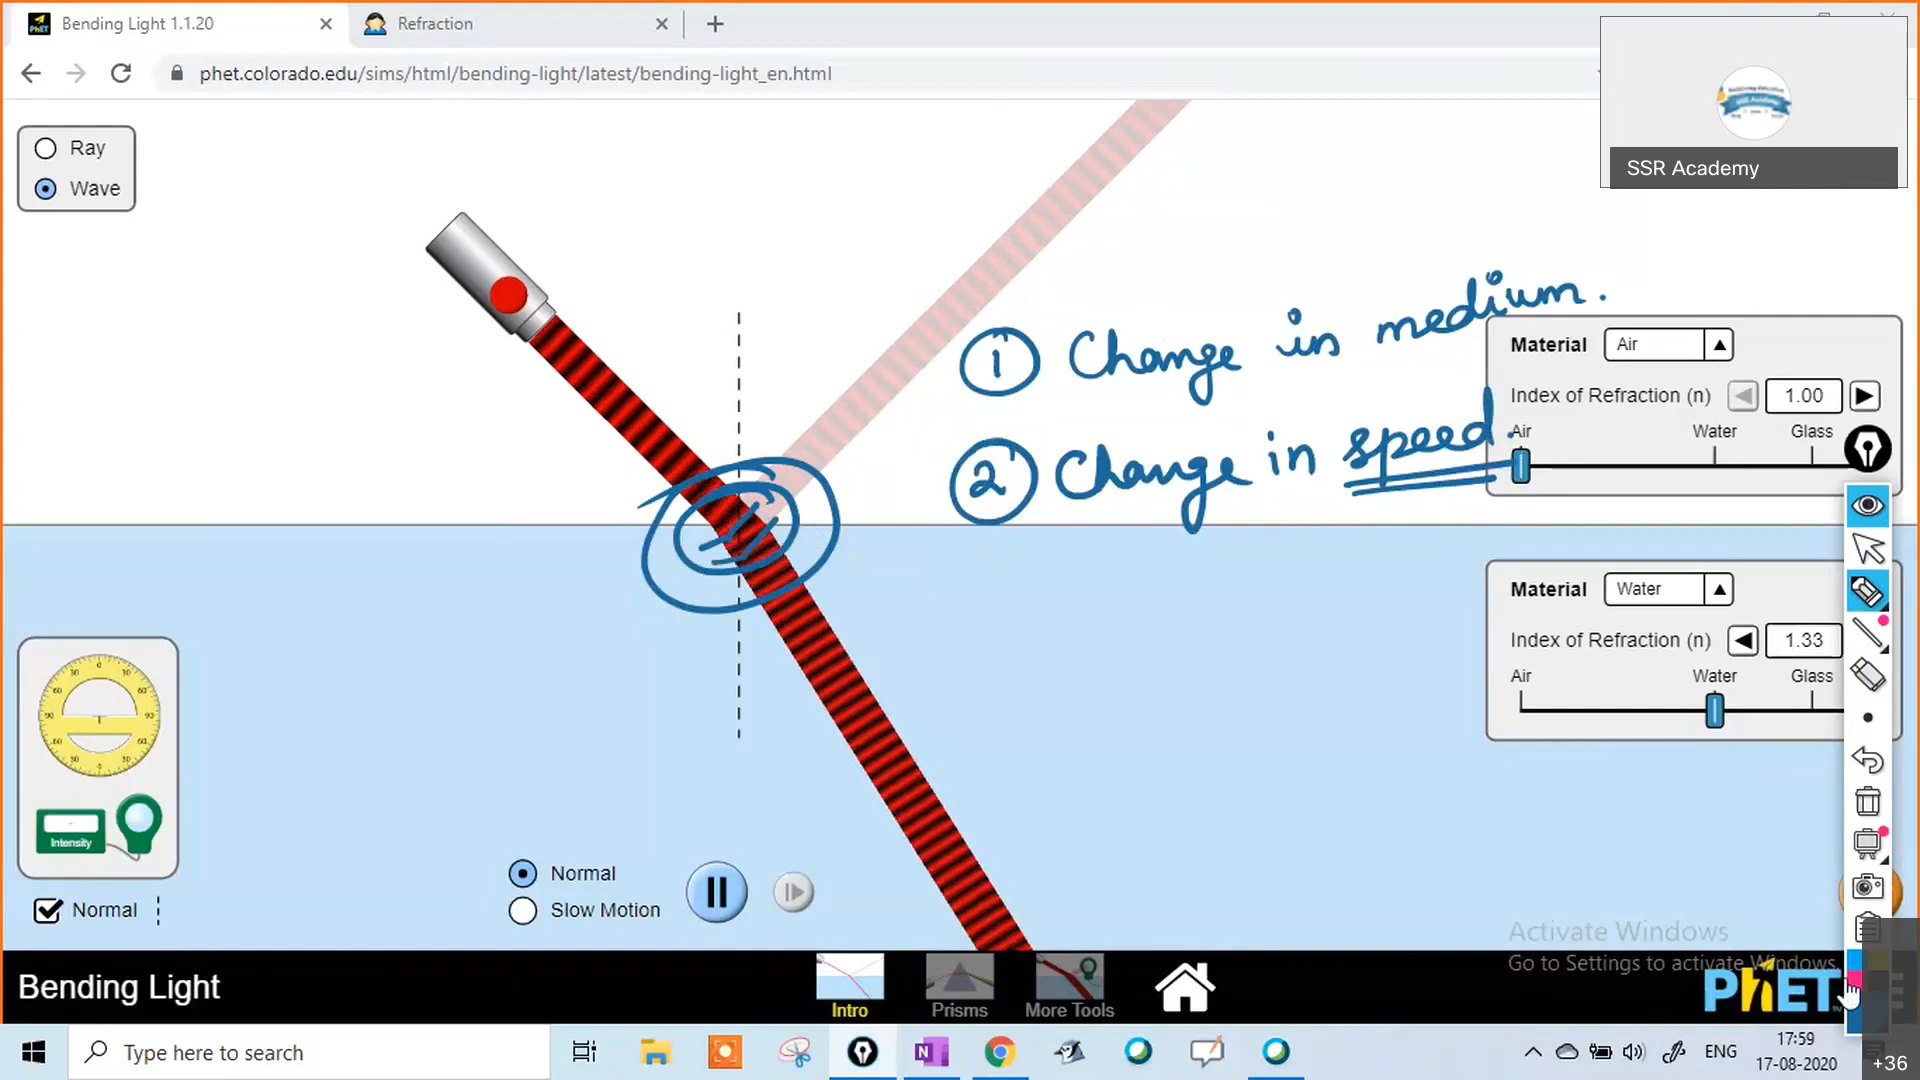 Bending Light 1.1.20
Refraction
phet.colorado.edu/sims/html/bending-light/latest/bending-light_en.html
SSR Academy
Ray
Wave
① Change in medium.
② Change in speed.
Material Air
Index of Refraction (n) 1.00
Air Water Glass
Material Water
Index of Refraction (n) 1.33
Air Water Glass
Intensity
Normal
Normal
Slow Motion
Activate Windows
Go to Settings to activate Windows.
Bending Light
Intro
Prisms
More Tools
PhET
Type here to search
ENG
17:59
17-08-2020
+36